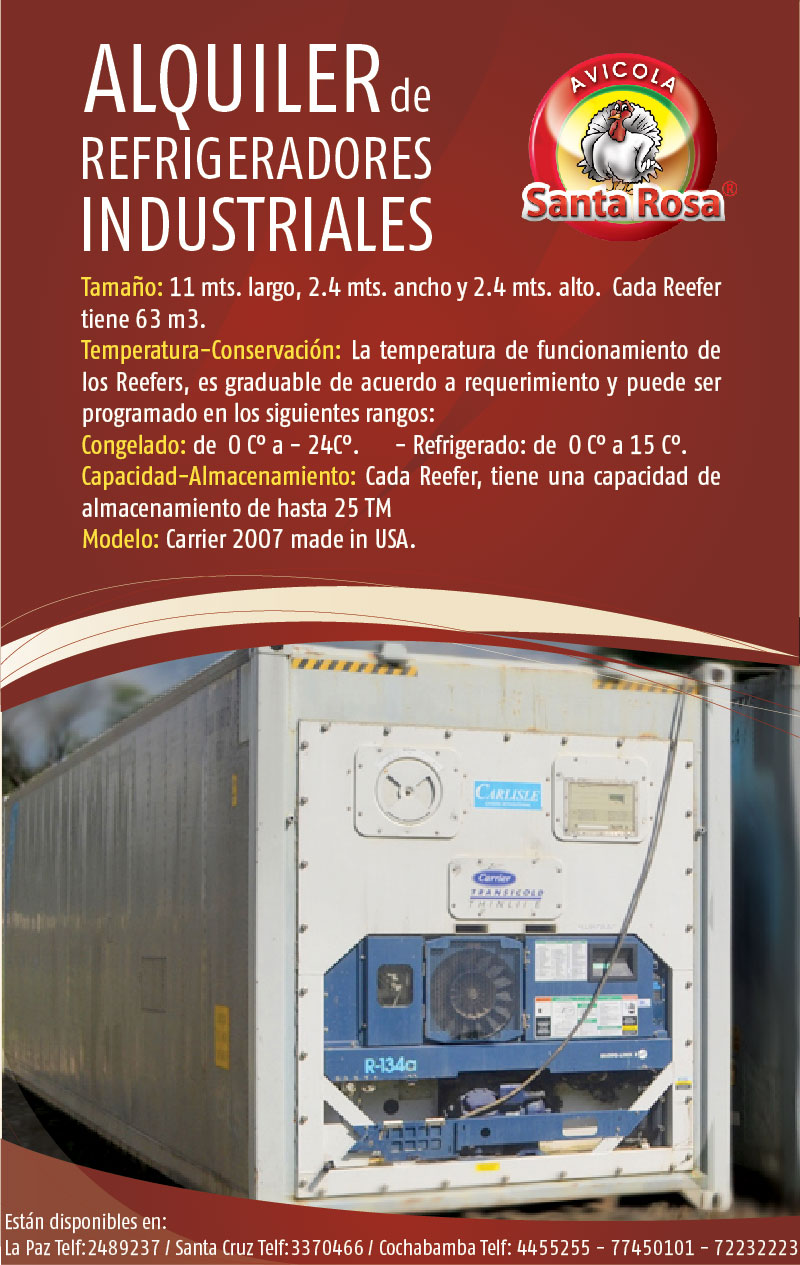 ALQUILER de
REFRIGERADORES
INDUSTRIALES
AVICOLA
Santa Rosa®
Tamaño: 11 mts. largo, 2.4 mts. ancho y 2.4 mts. alto. Cada Reefer
tiene 63 m3.
Temperatura-Conservación: La temperatura de funcionamiento de
los Reefers, es graduable de acuerdo a requerimiento y puede ser
programado en los siguientes rangos:
Congelado: de 0 Cº a - 24Cº. - Refrigerado: de 0 Cº a 15 Cº.
Capacidad-Almacenamiento: Cada Reefer, tiene una capacidad de
almacenamiento de hasta 25 TM
Modelo: Carrier 2007 made in USA.
CARLISLE
Carrier
TRANSICOLD
R-134a
Están disponibles en:
La Paz Telf:2489237 / Santa Cruz Telf:3370466 / Cochabamba Telf: 4455255 - 77450101 - 72232223